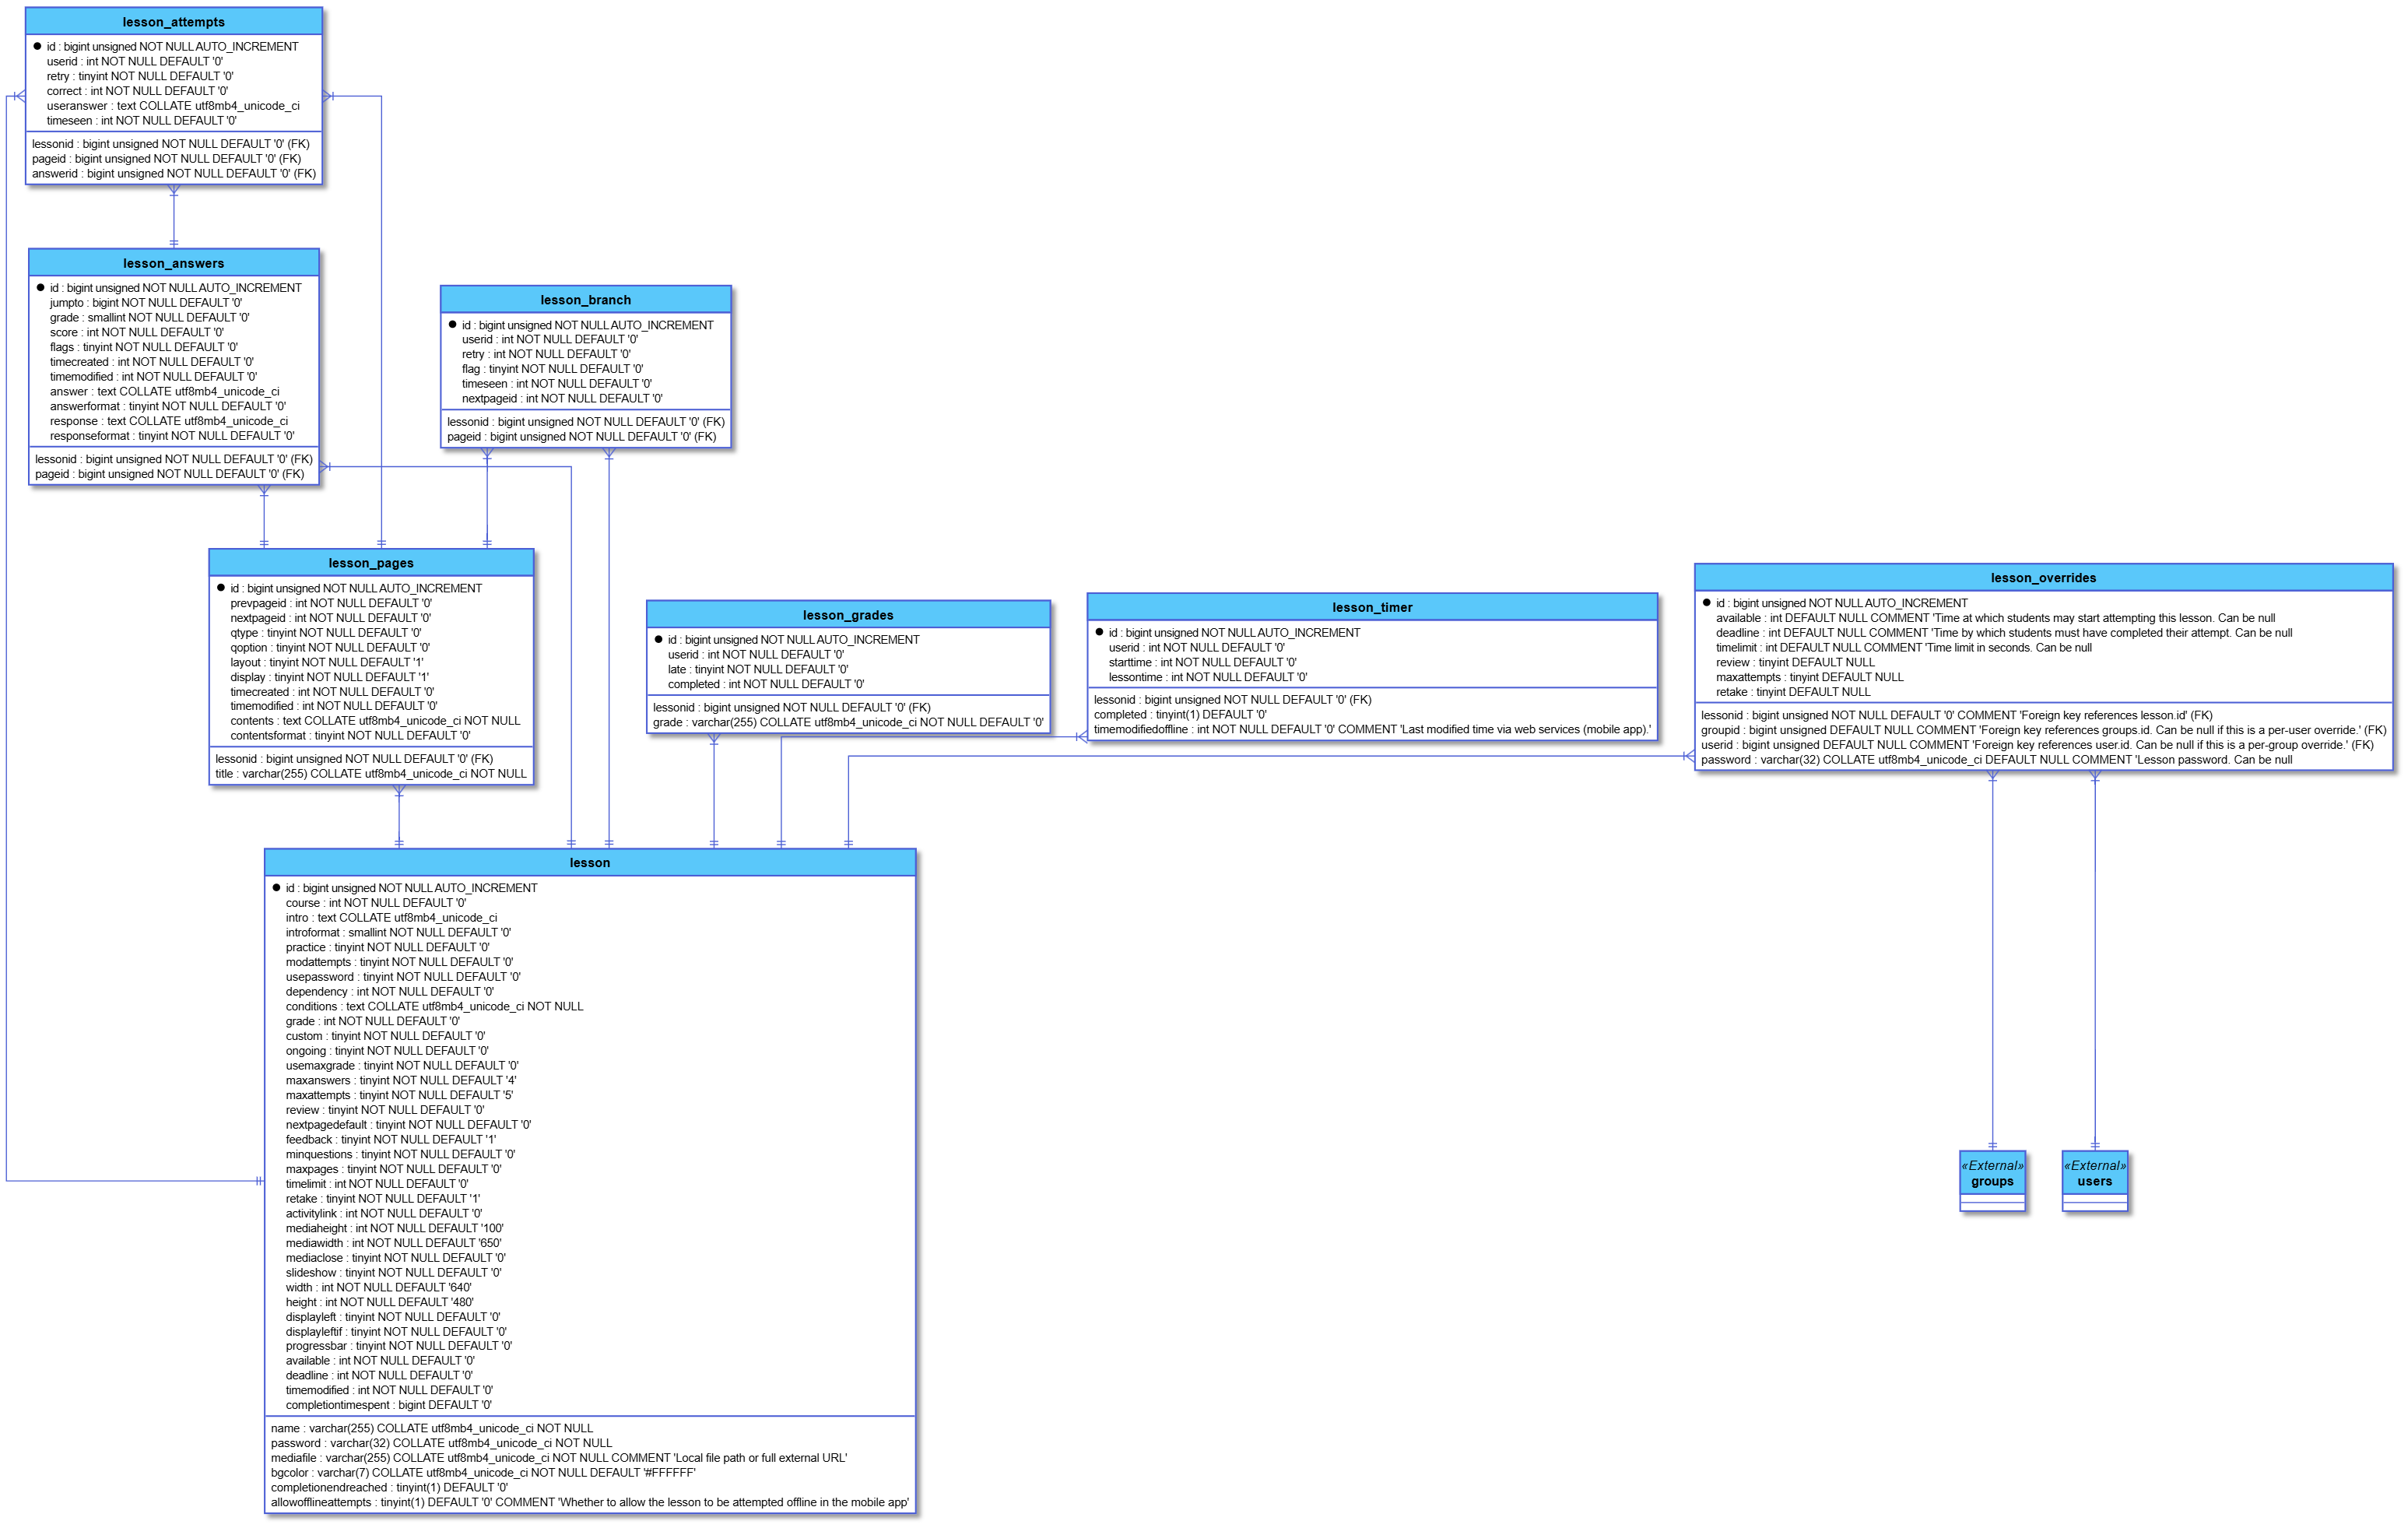 lesson_attempts
id : bigint unsigned NOT NULL AUTO_INCREMENT
userid : int NOT NULL DEFAULT '0'
retry : tinyint NOT NULL DEFAULT '0'
correct : int NOT NULL DEFAULT '0'
useranswer : text COLLATE utf8mb4_unicode_ci
timeseen : int NOT NULL DEFAULT '0'
lessonid : bigint unsigned NOT NULL DEFAULT '0' (FK)
pageid : bigint unsigned NOT NULL DEFAULT '0' (FK)
answerid : bigint unsigned NOT NULL DEFAULT '0' (FK)
lesson_answers
id : bigint unsigned NOT NULL AUTO_INCREMENT
jumpto : bigint NOT NULL DEFAULT '0'
grade : smallint NOT NULL DEFAULT '0'
score : int NOT NULL DEFAULT '0'
flags : tinyint NOT NULL DEFAULT '0'
timecreated : int NOT NULL DEFAULT '0'
timemodified : int NOT NULL DEFAULT '0'
answer : text COLLATE utf8mb4_unicode_ci
answerformat : tinyint NOT NULL DEFAULT '0'
response : text COLLATE utf8mb4_unicode_ci
responseformat : tinyint NOT NULL DEFAULT '0'
lessonid : bigint unsigned NOT NULL DEFAULT '0' (FK)
pageid : bigint unsigned NOT NULL DEFAULT '0' (FK)
lesson_branch
id : bigint unsigned NOT NULL AUTO_INCREMENT
userid : int NOT NULL DEFAULT '0'
retry : int NOT NULL DEFAULT '0'
flag : tinyint NOT NULL DEFAULT '0'
timeseen : int NOT NULL DEFAULT '0'
nextpageid : int NOT NULL DEFAULT '0'
lessonid : bigint unsigned NOT NULL DEFAULT '0' (FK)
pageid : bigint unsigned NOT NULL DEFAULT '0' (FK)
lesson_pages
id : bigint unsigned NOT NULL AUTO_INCREMENT
prevpageid : int NOT NULL DEFAULT '0'
nextpageid : int NOT NULL DEFAULT '0'
qtype : tinyint NOT NULL DEFAULT '0'
qoption : tinyint NOT NULL DEFAULT '0'
layout : tinyint NOT NULL DEFAULT '1'
display : tinyint NOT NULL DEFAULT '1'
timecreated : int NOT NULL DEFAULT '0'
timemodified : int NOT NULL DEFAULT '0'
contents : text COLLATE utf8mb4_unicode_ci NOT NULL
contentsformat : tinyint NOT NULL DEFAULT '0'
lessonid : bigint unsigned NOT NULL DEFAULT '0' (FK)
title : varchar(255) COLLATE utf8mb4_unicode_ci NOT NULL
lesson_grades
id : bigint unsigned NOT NULL AUTO_INCREMENT
userid : int NOT NULL DEFAULT '0'
late : tinyint NOT NULL DEFAULT '0'
completed : int NOT NULL DEFAULT '0'
lessonid : bigint unsigned NOT NULL DEFAULT '0' (FK)
grade : varchar(255) COLLATE utf8mb4_unicode_ci NOT NULL DEFAULT '0'
lesson_timer
id : bigint unsigned NOT NULL AUTO_INCREMENT
userid : int NOT NULL DEFAULT '0'
starttime : int NOT NULL DEFAULT '0'
lessontime : int NOT NULL DEFAULT '0'
lessonid : bigint unsigned NOT NULL DEFAULT '0' (FK)
completed : tinyint(1) DEFAULT '0'
timemodifiedoffline : int NOT NULL DEFAULT '0' COMMENT 'Last modified time via web services (mobile app).'
lesson_overrides
id : bigint unsigned NOT NULL AUTO_INCREMENT
available : int DEFAULT NULL COMMENT 'Time at which students may start attempting this lesson. Can be null
deadline : int DEFAULT NULL COMMENT 'Time by which students must have completed their attempt. Can be null
timelimit : int DEFAULT NULL COMMENT 'Time limit in seconds. Can be null
review : tinyint DEFAULT NULL
maxattempts : tinyint DEFAULT NULL
retake : tinyint DEFAULT NULL
lessonid : bigint unsigned NOT NULL DEFAULT '0' COMMENT 'Foreign key references lesson.id' (FK)
groupid : bigint unsigned DEFAULT NULL COMMENT 'Foreign key references groups.id. Can be null if this is a per-user override.' (FK)
userid : bigint unsigned DEFAULT NULL COMMENT 'Foreign key references user.id. Can be null if this is a per-group override.' (FK)
password : varchar(32) COLLATE utf8mb4_unicode_ci DEFAULT NULL COMMENT 'Lesson password. Can be null
lesson
id : bigint unsigned NOT NULL AUTO_INCREMENT
course : int NOT NULL DEFAULT '0'
intro : text COLLATE utf8mb4_unicode_ci
introformat : smallint NOT NULL DEFAULT '0'
practice : tinyint NOT NULL DEFAULT '0'
modattempts : tinyint NOT NULL DEFAULT '0'
usepassword : tinyint NOT NULL DEFAULT '0'
dependency : int NOT NULL DEFAULT '0'
conditions : text COLLATE utf8mb4_unicode_ci NOT NULL
grade : int NOT NULL DEFAULT '0'
custom : tinyint NOT NULL DEFAULT '0'
ongoing : tinyint NOT NULL DEFAULT '0'
usemaxgrade : tinyint NOT NULL DEFAULT '0'
maxanswers : tinyint NOT NULL DEFAULT '4'
maxattempts : tinyint NOT NULL DEFAULT '5'
review : tinyint NOT NULL DEFAULT '0'
nextpagedefault : tinyint NOT NULL DEFAULT '0'
feedback : tinyint NOT NULL DEFAULT '1'
minquestions : tinyint NOT NULL DEFAULT '0'
maxpages : tinyint NOT NULL DEFAULT '0'
timelimit : int NOT NULL DEFAULT '0'
retake : tinyint NOT NULL DEFAULT '1'
activitylink : int NOT NULL DEFAULT '0'
mediaheight : int NOT NULL DEFAULT '100'
mediawidth : int NOT NULL DEFAULT '650'
mediaclose : tinyint NOT NULL DEFAULT '0'
slideshow : tinyint NOT NULL DEFAULT '0'
width : int NOT NULL DEFAULT '640'
height : int NOT NULL DEFAULT '480'
displayleft : tinyint NOT NULL DEFAULT '0'
displayleftif : tinyint NOT NULL DEFAULT '0'
progressbar : tinyint NOT NULL DEFAULT '0'
available : int NOT NULL DEFAULT '0'
deadline : int NOT NULL DEFAULT '0'
timemodified : int NOT NULL DEFAULT '0'
completiontimespent : bigint DEFAULT '0'
name : varchar(255) COLLATE utf8mb4_unicode_ci NOT NULL
password : varchar(32) COLLATE utf8mb4_unicode_ci NOT NULL
mediafile : varchar(255) COLLATE utf8mb4_unicode_ci NOT NULL COMMENT 'Local file path or full external URL'
bgcolor : varchar(7) COLLATE utf8mb4_unicode_ci NOT NULL DEFAULT '#FFFFFF'
completionendreached : tinyint(1) DEFAULT '0'
allowofflineattempts : tinyint(1) DEFAULT '0' COMMENT 'Whether to allow the lesson to be attempted offline in the mobile app'
«External»
groups
«External»
users